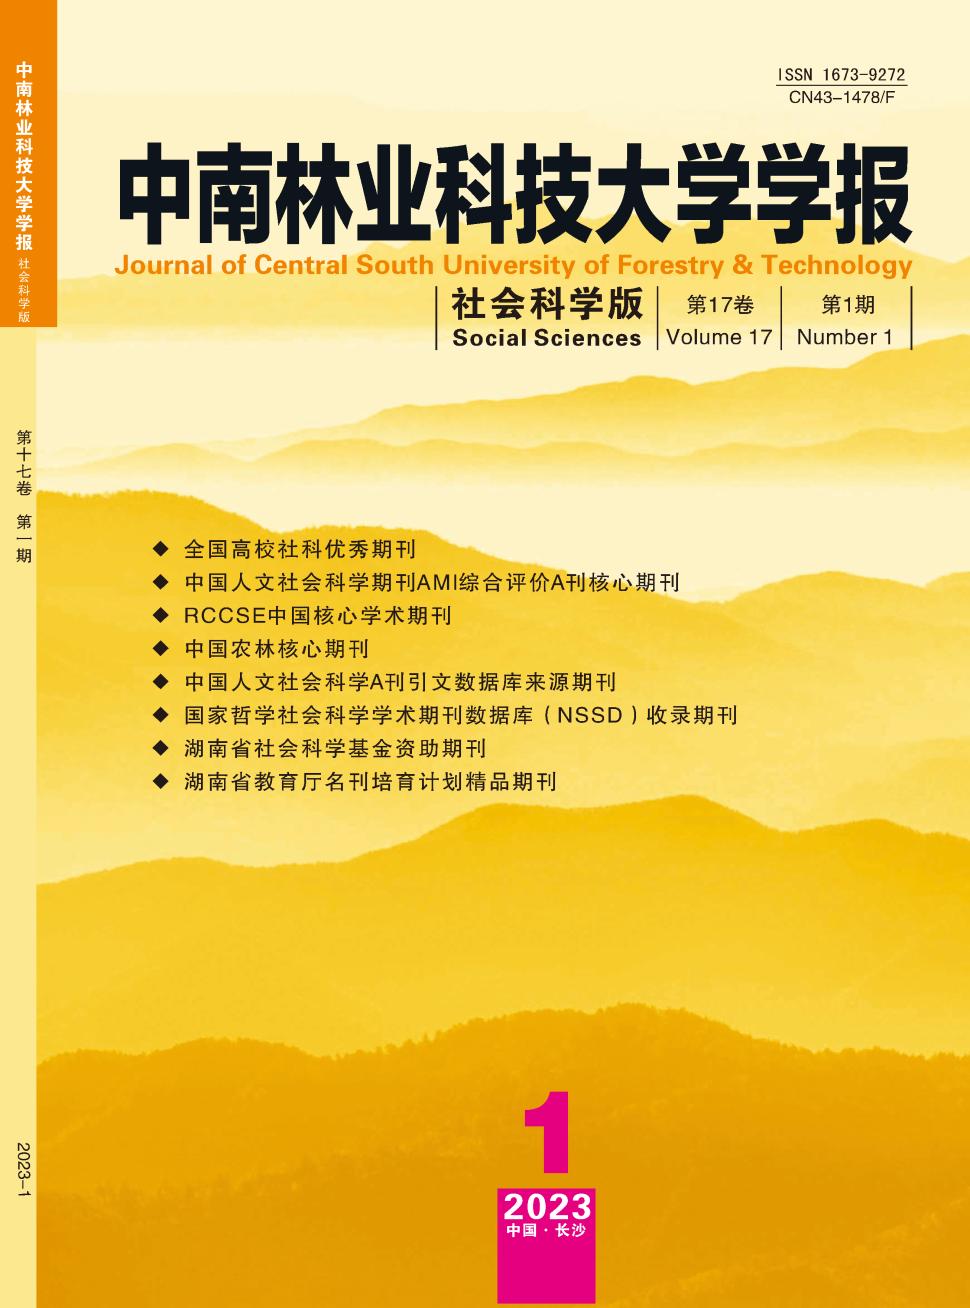 中南林业科技大学学报 社会科学版
第十七卷 第一期
2023-1
ISSN 1673-9272
CN43-1478/F
中南林业科技大学学报
Journal of Central South University of Forestry & Technology
社会科学版 第17卷 第1期
Social Sciences Volume 17 Number 1
◆ 全国高校社科优秀期刊
◆ 中国人文社会科学期刊AMI综合评价A刊核心期刊
◆ RCCSE中国核心学术期刊
◆ 中国农林核心期刊
◆ 中国人文社会科学A刊引文数据库来源期刊
◆ 国家哲学社会科学学术期刊数据库（NSSD）收录期刊
◆ 湖南省社会科学基金资助期刊
◆ 湖南省教育厅名刊培育计划精品期刊
1
2023
中国·长沙